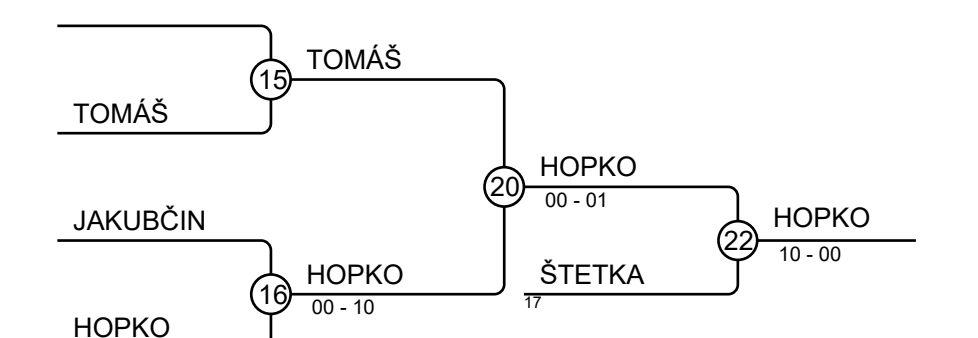 TOMÁŠ
15
TOMÁŠ
HOPKO
20
00 - 01
JAKUBČIN
HOPKO
22
10 - 00
HOPKO
ŠTETKA
16
00 - 10
17
HOPKO